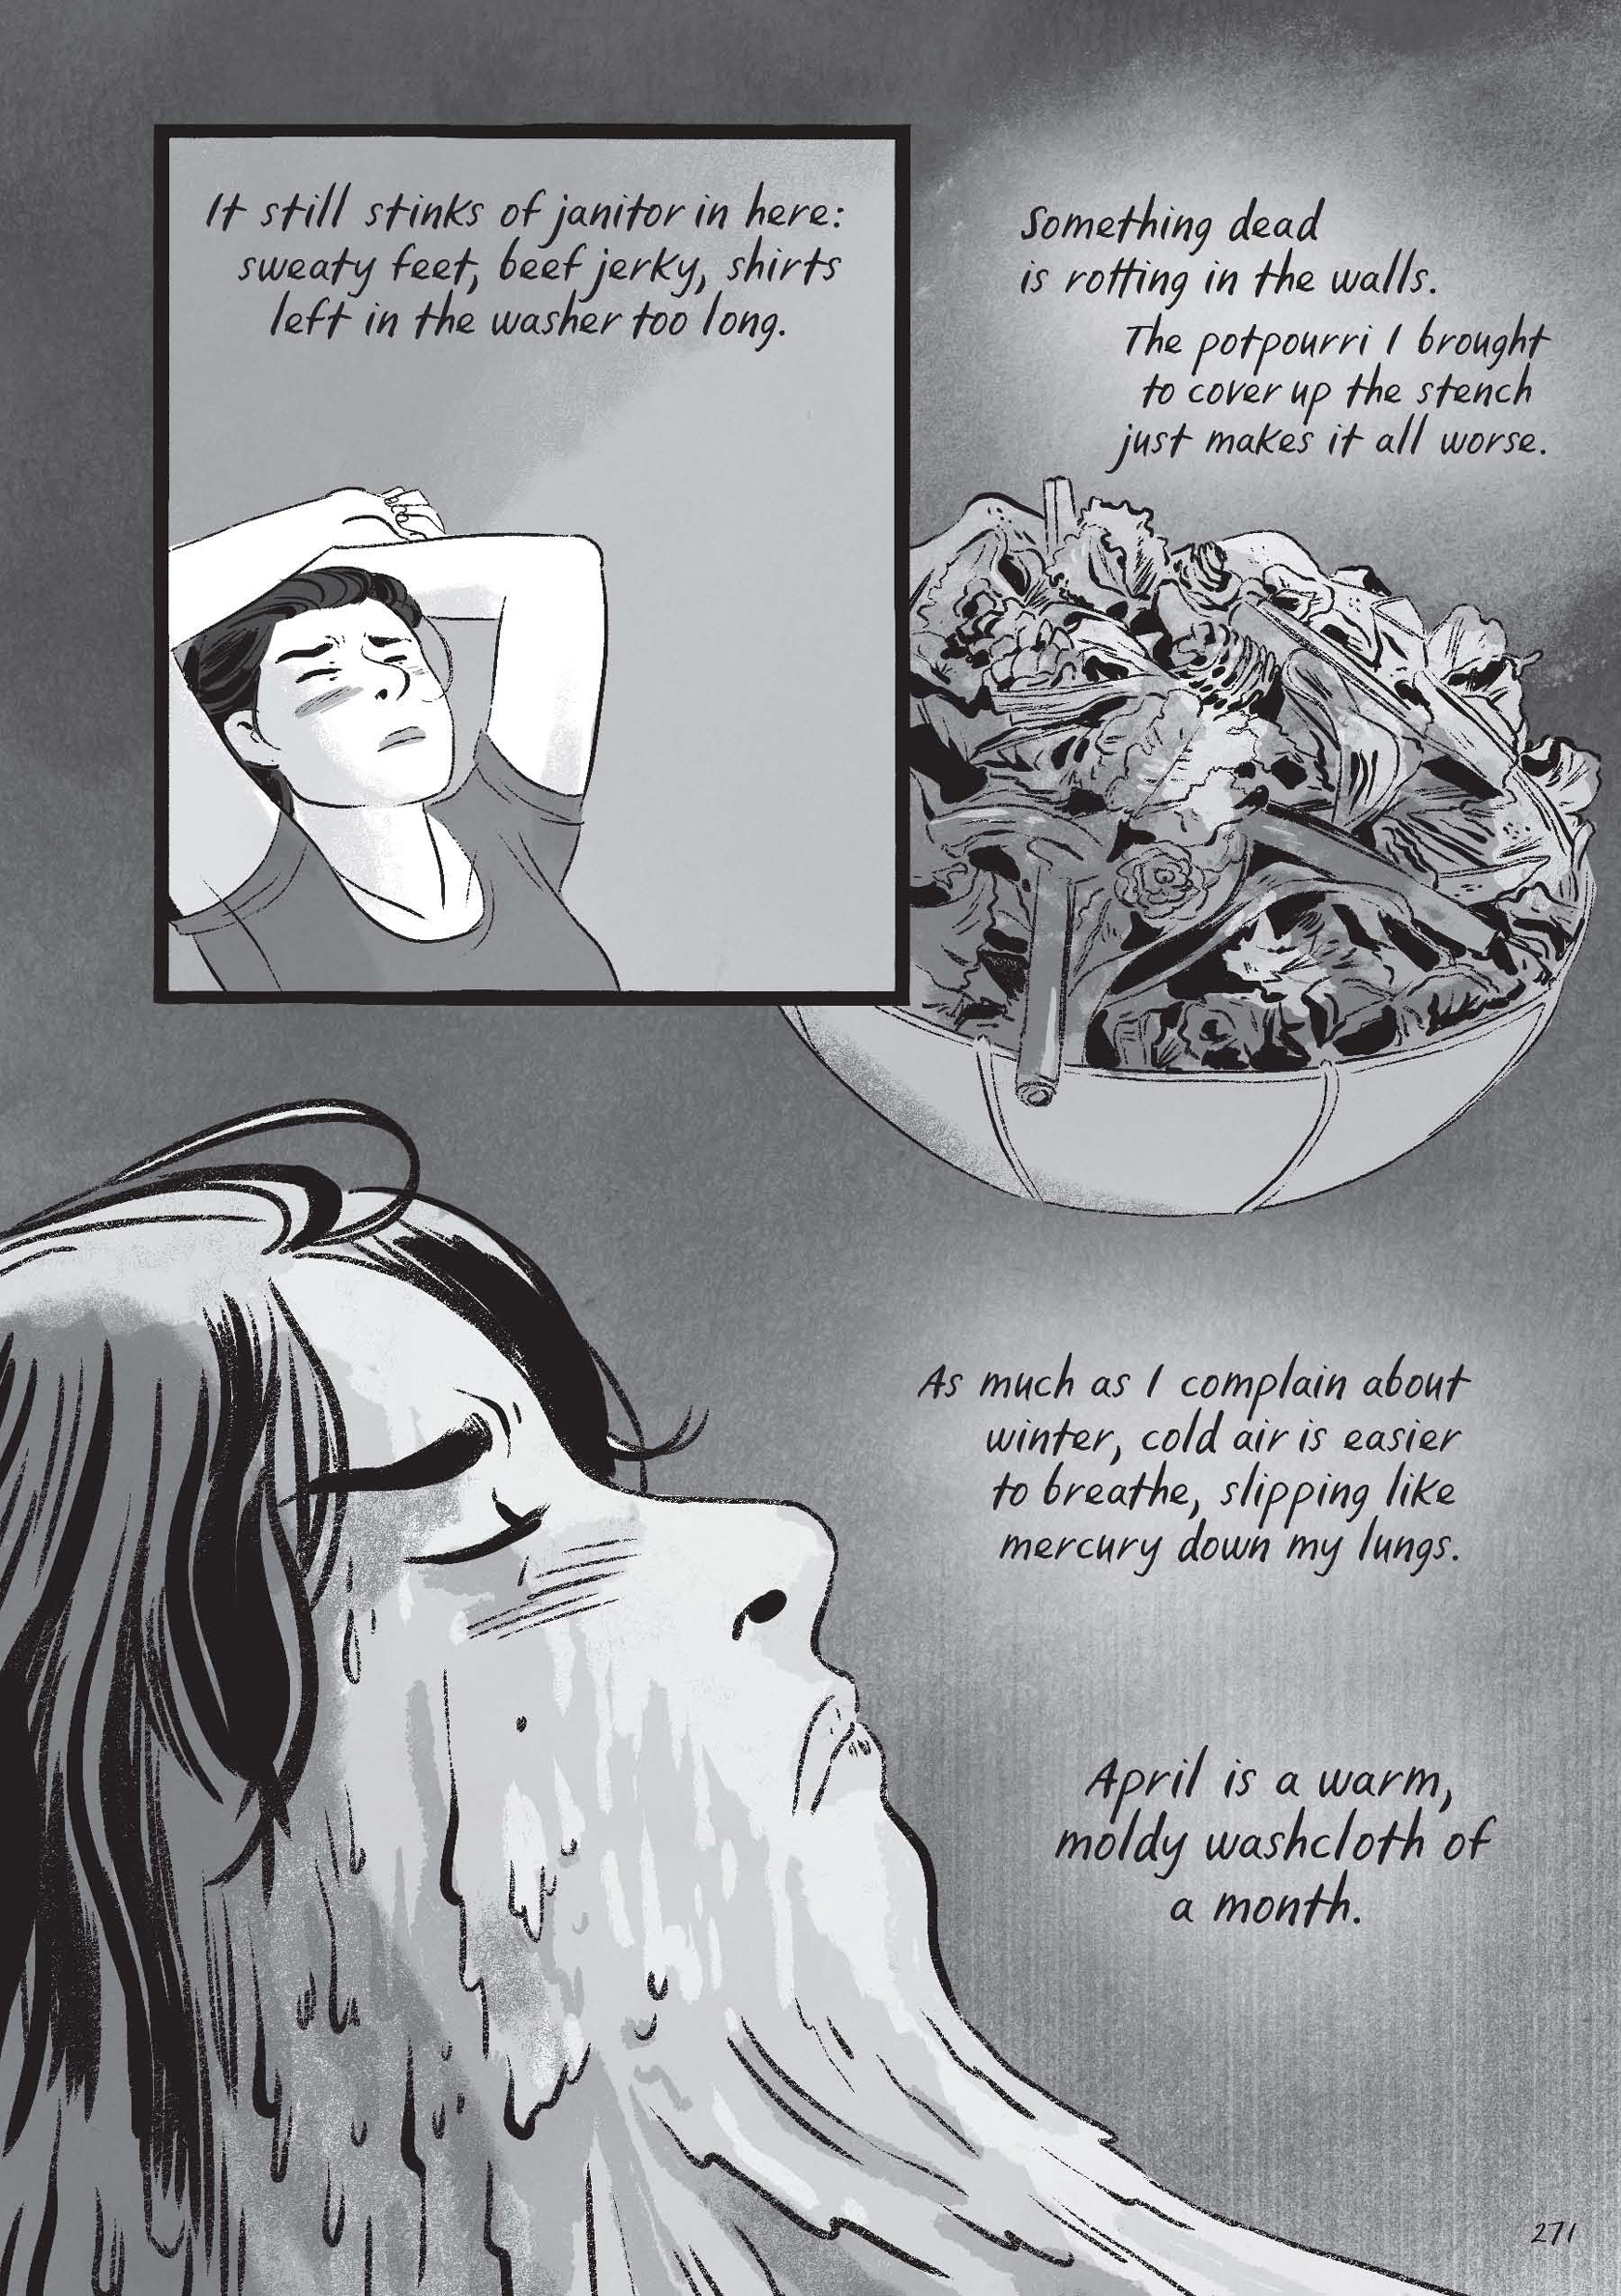 It still stinks of janitor in here:
sweaty feet, beef jerky, shirts
left in the washer too long.
Something dead
is rotting in the walls.
The potpourri I brought
to cover up the stench
just makes it all worse.
As much as I complain about
winter, cold air is easier
to breathe, slipping like
mercury down my lungs.
April is a warm,
moldy washcloth of
a month.
271